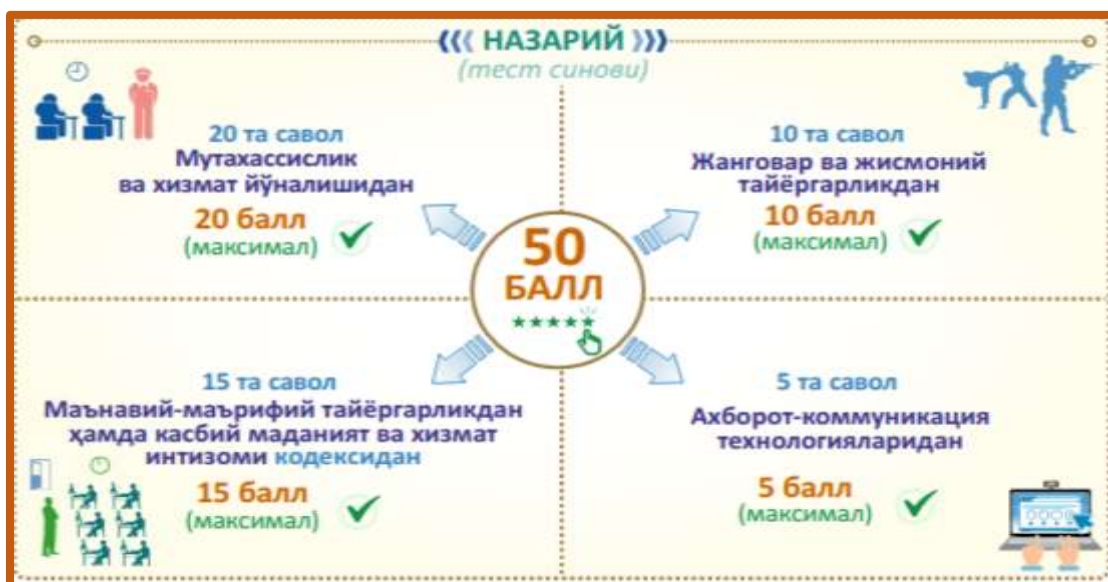 ((( НАЗАРИЙ )))
(тест синови)
20 та савол
Мутахассислик
ва хизмат йўналишидан
20 балл
(максимал)
10 та савол
Жанговар ва жисмоний
тайёргарликдан
10 балл
(максимал)
50
БАЛЛ
15 та савол
Маънавий-маърифий тайёргарликдан
ҳамда касбий маданият ва хизмат
интизоми кодексидан
15 балл
(максимал)
5 та савол
Ахборот-коммуникация
технологияларидан
5 балл
(максимал)